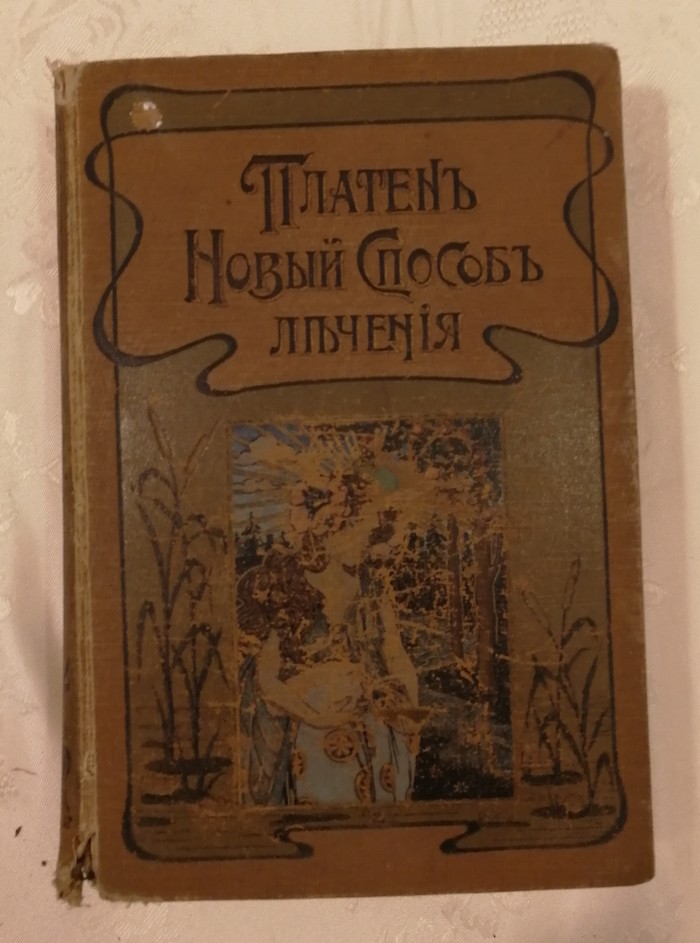 Платенъ
Новый Способъ
лѣченія